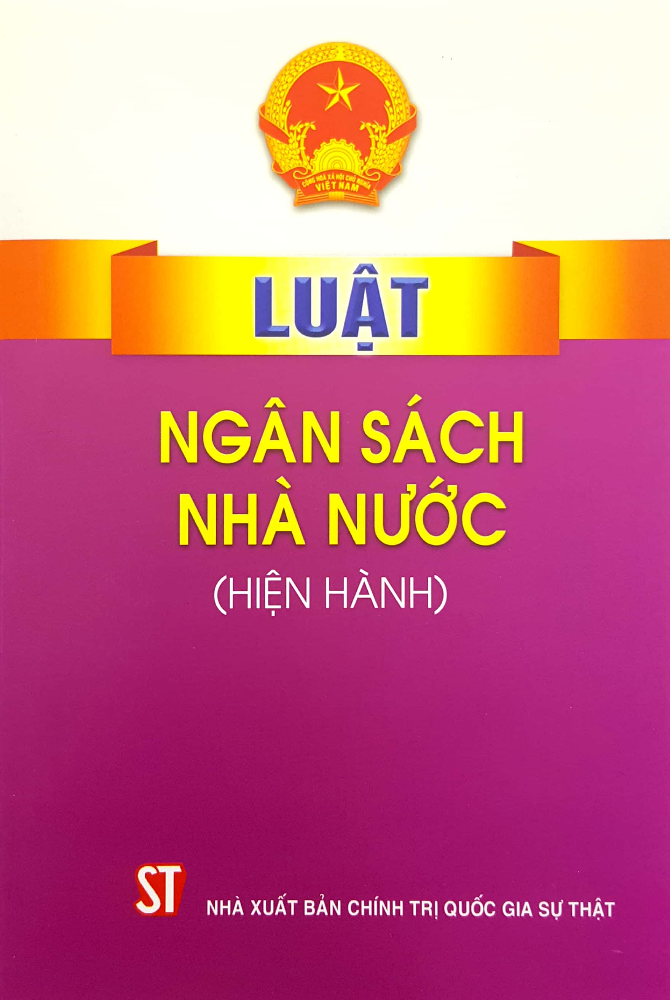 CỘNG HOÀ XÃ HỘI CHỦ NGHĨA
VIỆT NAM
LUẬT
NGÂN SÁCH
NHÀ NƯỚC
(HIỆN HÀNH)
ST
NHÀ XUẤT BẢN CHÍNH TRỊ QUỐC GIA SỰ THẬT